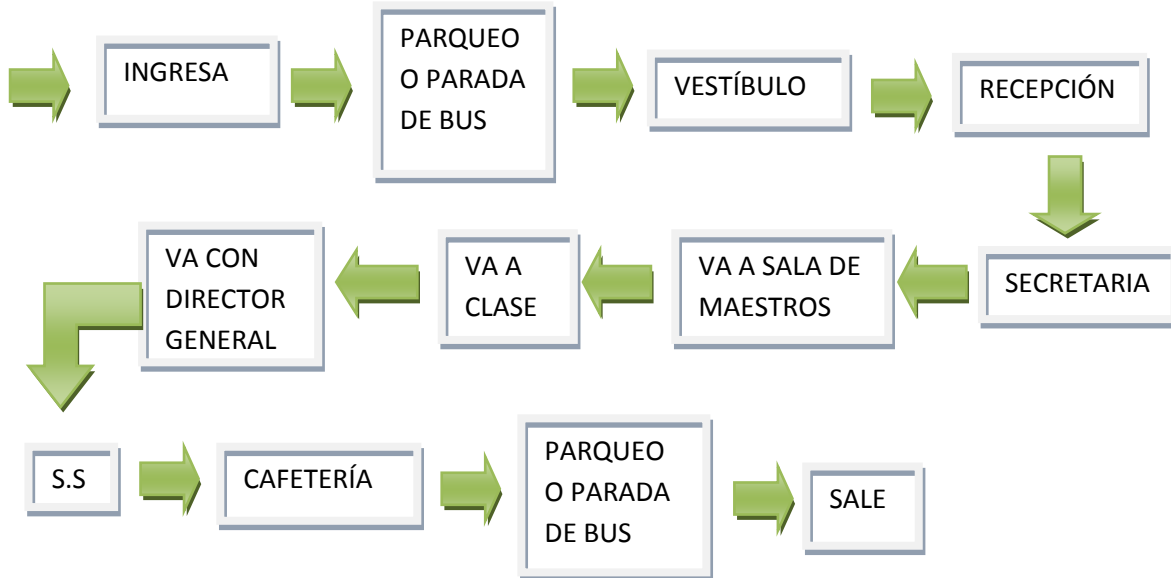 INGRESA
PARQUEO
O PARADA
DE BUS
VESTÍBULO
RECEPCIÓN
SECRETARIA
VA A SALA DE
MAESTROS
VA A
CLASE
VA CON
DIRECTOR
GENERAL
S.S
CAFETERÍA
PARQUEO
O PARADA
DE BUS
SALE